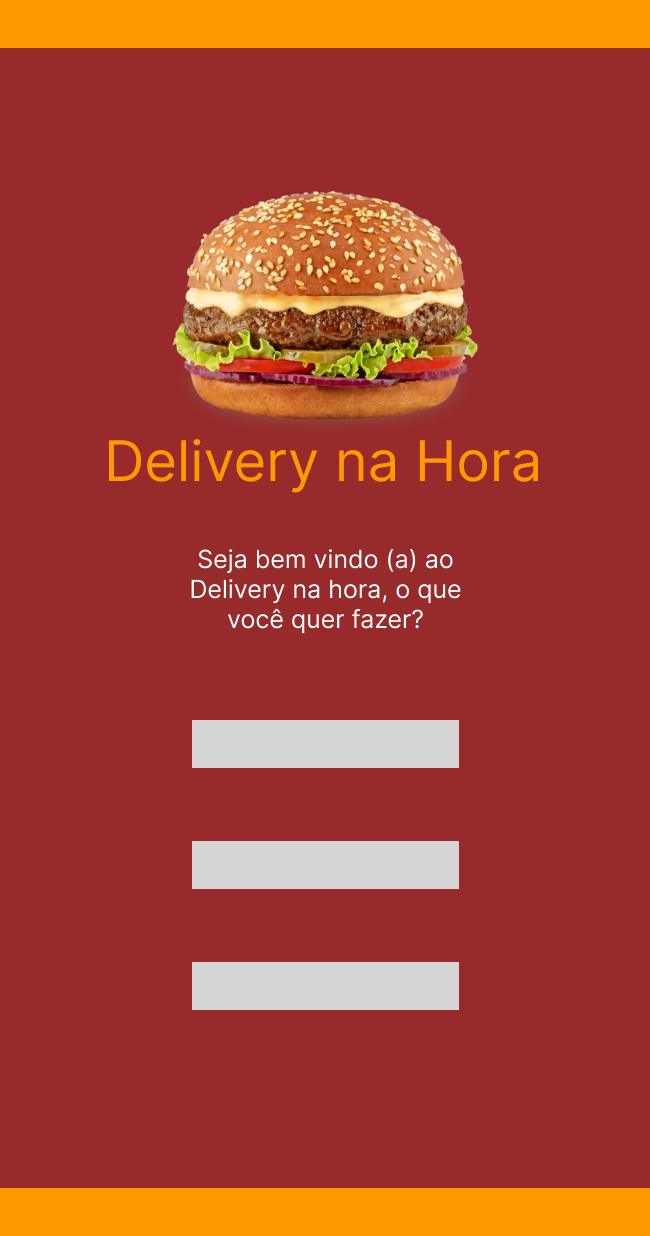 Delivery na Hora
Seja bem vindo (a) ao
Delivery na hora, o que
você quer fazer?